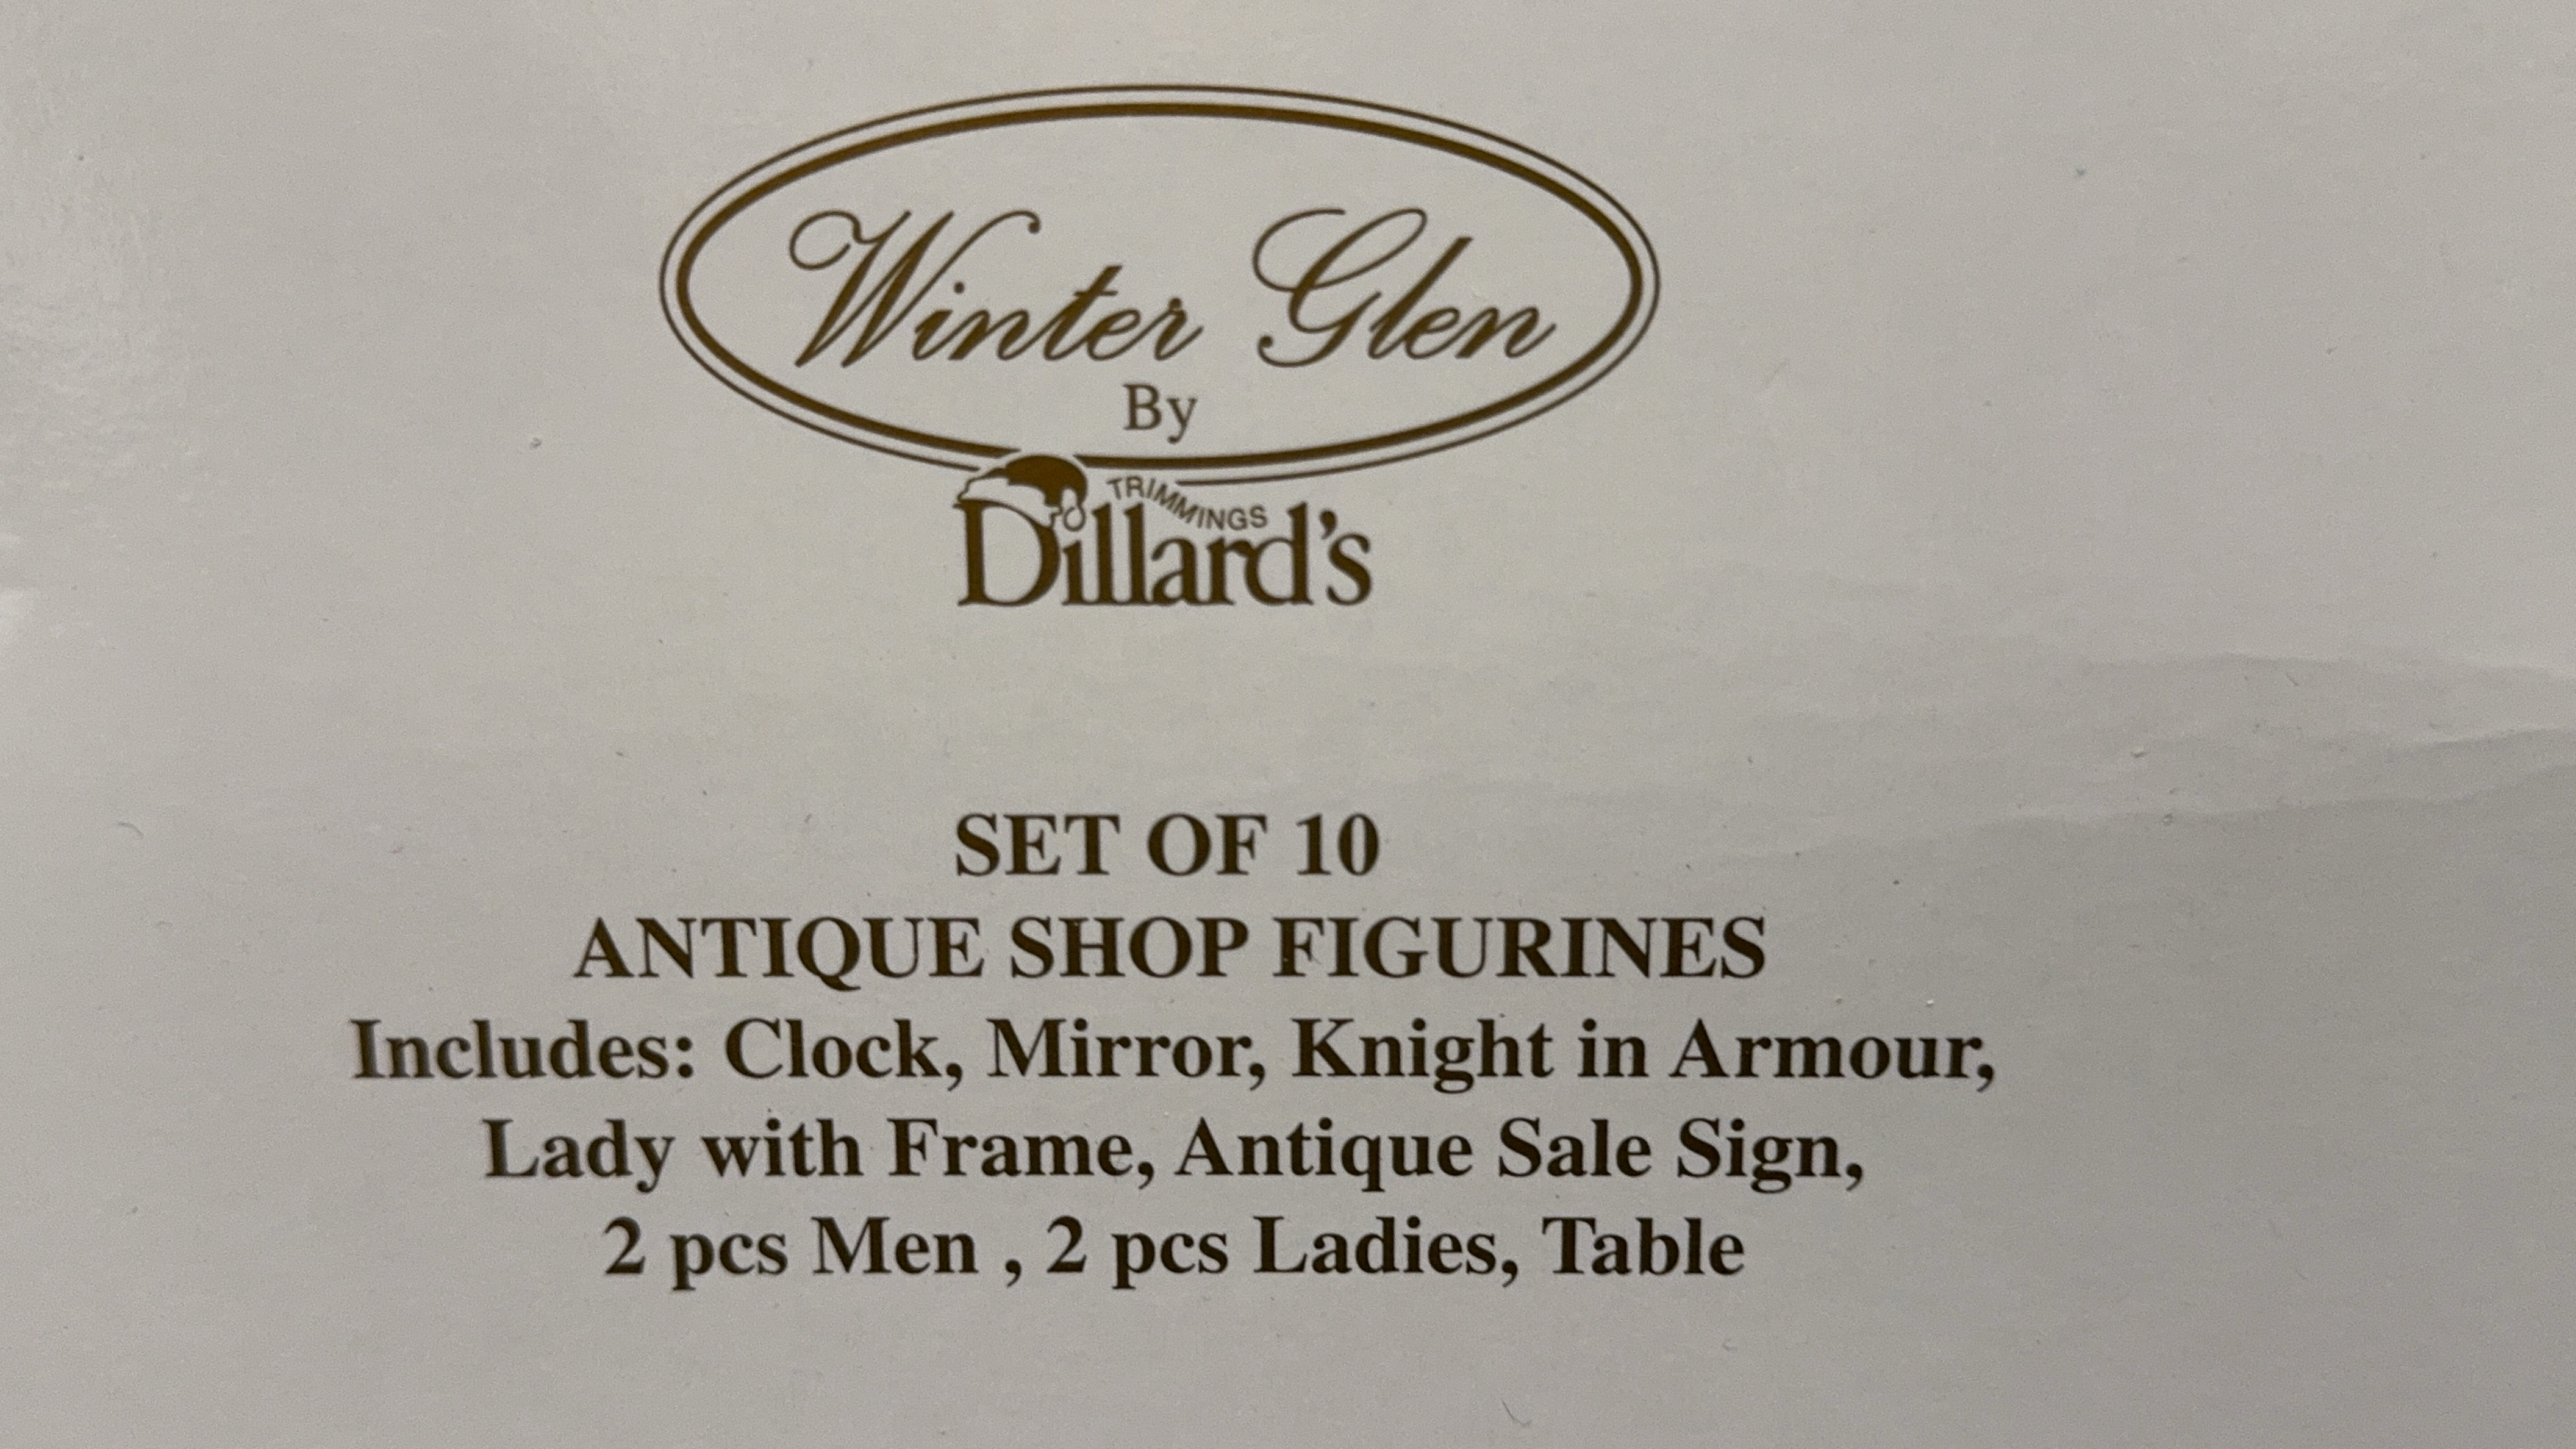 Winter Glen
By
TRIMMINGS
Dillard's
SET OF 10
ANTIQUE SHOP FIGURINES
Includes: Clock, Mirror, Knight in Armour,
Lady with Frame, Antique Sale Sign,
2 pcs Men , 2 pcs Ladies, Table